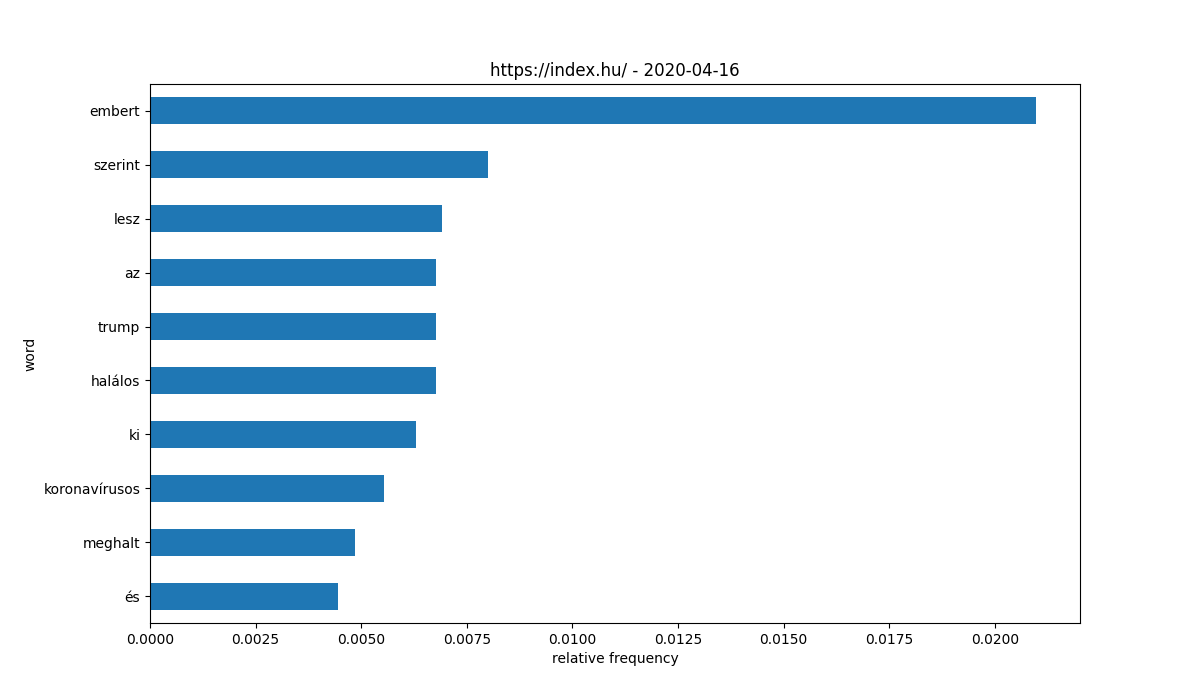 https://index.hu/ - 2020-04-16
embert
szerint
lesz
az
trump
halálos
ki
koronavírusos
meghalt
és
word
0.0000 0.0025 0.0050 0.0075 0.0100 0.0125 0.0150 0.0175 0.0200
relative frequency